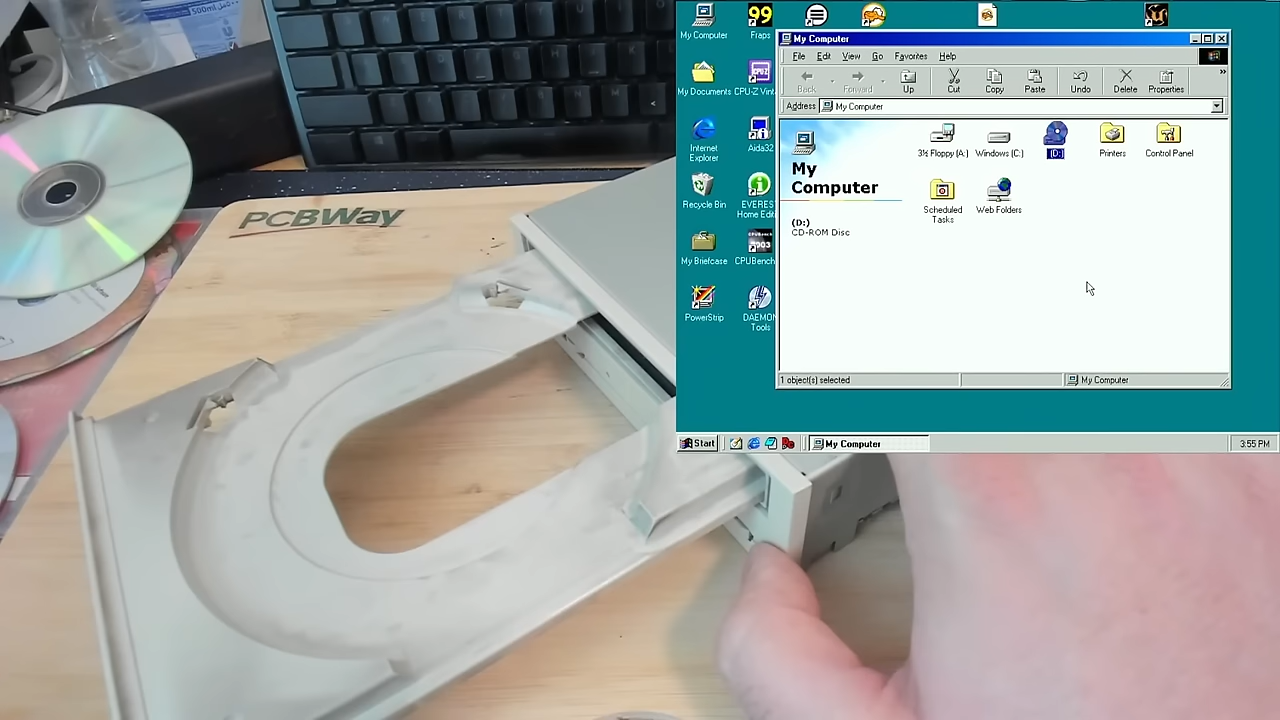 500ml
PCBWay
My Computer
Fraps
My Documents
CPU-Z Vint
Internet
Explorer
Aida32
Recycle Bin
EVEREST
Home Edit
My Briefcase
CPUBench
PowerStrip
DAEMON
Tools
My Computer
File Edit View Go Favorites Help
Back Forward Up Cut Copy Paste Undo Delete Properties »
Address My Computer
My
Computer
(D:)
CD-ROM Disc
3½ Floppy (A:) Windows (C:) (D:) Printers Control Panel
Scheduled
Tasks
Web Folders
1 object(s) selected
My Computer
Start
My Computer
3:55 PM